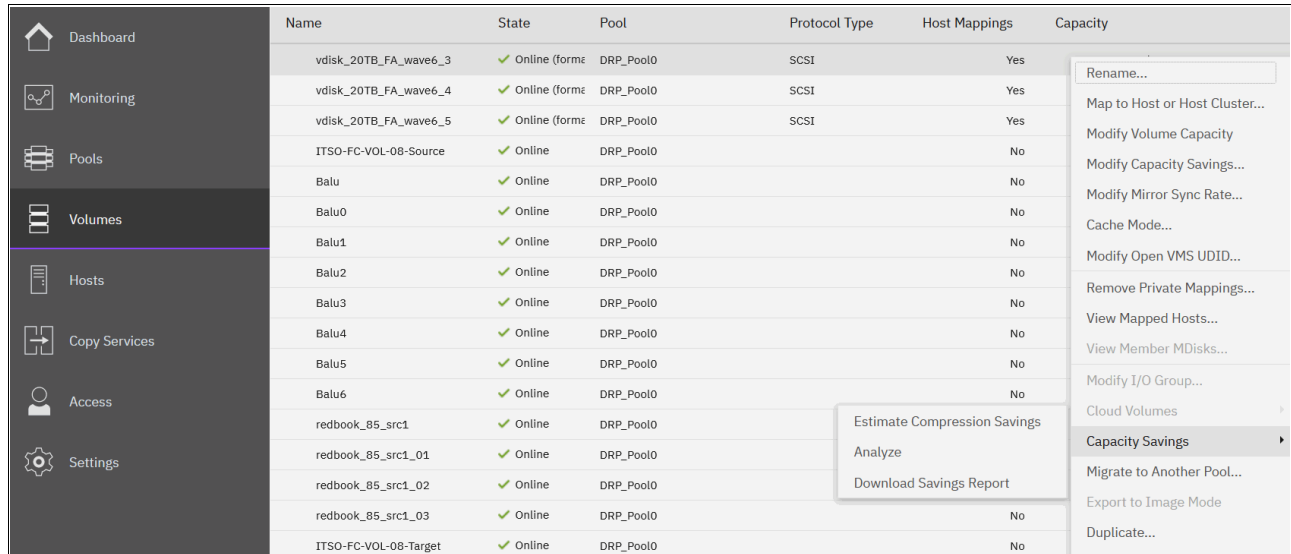 Dashboard
Monitoring
Pools
Volumes
Hosts
Copy Services
Access
Settings
Name State Pool Protocol Type Host Mappings Capacity
vdisk_20TB_FA_wave6_3 Online (forma DRP_Pool0 SCSI Yes
vdisk_20TB_FA_wave6_4 Online (forma DRP_Pool0 SCSI Yes
vdisk_20TB_FA_wave6_5 Online (forma DRP_Pool0 SCSI Yes
ITSO-FC-VOL-08-Source Online DRP_Pool0 No
Balu Online DRP_Pool0 No
Balu0 Online DRP_Pool0 No
Balu1 Online DRP_Pool0 No
Balu2 Online DRP_Pool0 No
Balu3 Online DRP_Pool0 No
Balu4 Online DRP_Pool0 No
Balu5 Online DRP_Pool0 No
Balu6 Online DRP_Pool0 No
redbook_85_src1 Online DRP_Pool0
redbook_85_src1_01 Online DRP_Pool0
redbook_85_src1_02 Online DRP_Pool0
redbook_85_src1_03 Online DRP_Pool0 No
ITSO-FC-VOL-08-Target Online DRP_Pool0 No
Rename...
Map to Host or Host Cluster...
Modify Volume Capacity
Modify Capacity Savings...
Modify Mirror Sync Rate...
Cache Mode...
Modify Open VMS UDID...
Remove Private Mappings...
View Mapped Hosts...
View Member MDisks...
Modify I/O Group...
Cloud Volumes
Capacity Savings
Migrate to Another Pool...
Export to Image Mode
Duplicate...
Estimate Compression Savings
Analyze
Download Savings Report